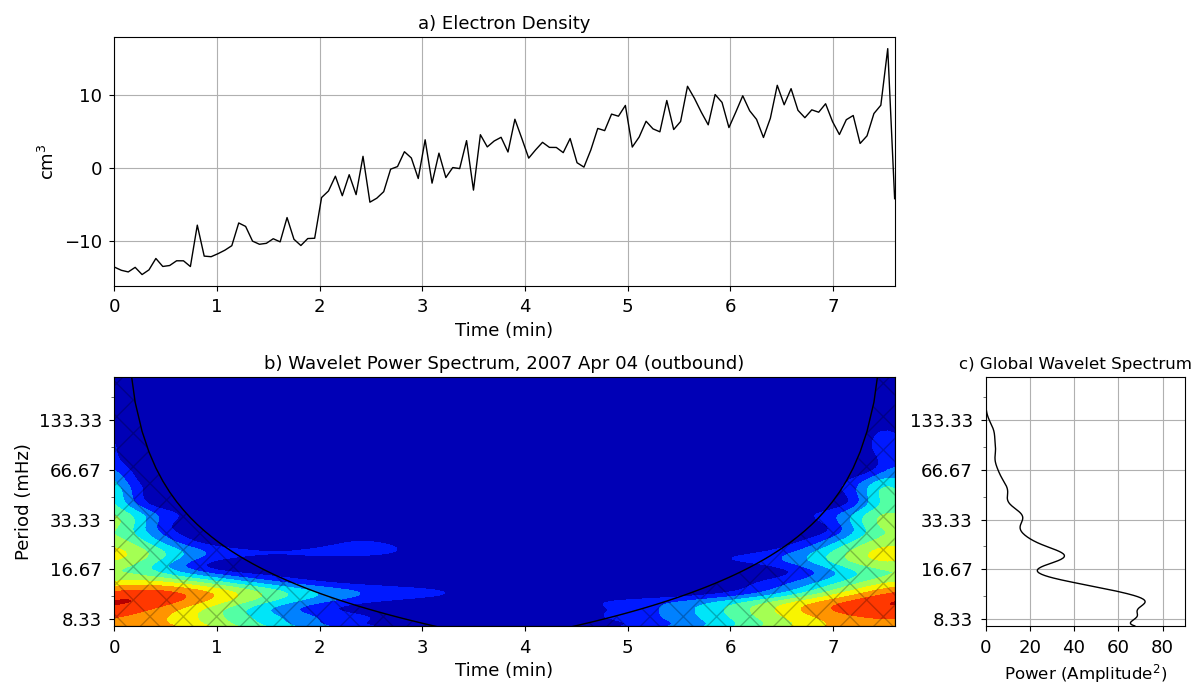 a) Electron Density
10
0
−10
cm³
0 1 2 3 4 5 6 7
Time (min)
b) Wavelet Power Spectrum, 2007 Apr 04 (outbound)
133.33
66.67
33.33
16.67
8.33
Period (mHz)
0 1 2 3 4 5 6 7
Time (min)
c) Global Wavelet Spectrum
133.33
66.67
33.33
16.67
8.33
0 20 40 60 80
Power (Amplitude²)